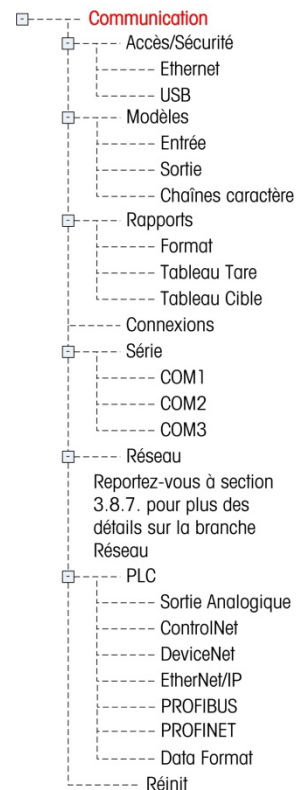 Communication
Accès/Sécurité
Ethernet
USB
Modèles
Entrée
Sortie
Chaînes caractère
Rapports
Format
Tableau Tare
Tableau Cible
Connexions
Série
COM1
COM2
COM3
Réseau
Reportez-vous à section
3.8.7. pour plus des
détails sur la branche
Réseau
PLC
Sortie Analogique
ControlNet
DeviceNet
EtherNet/IP
PROFIBUS
PROFINET
Data Format
Réinit